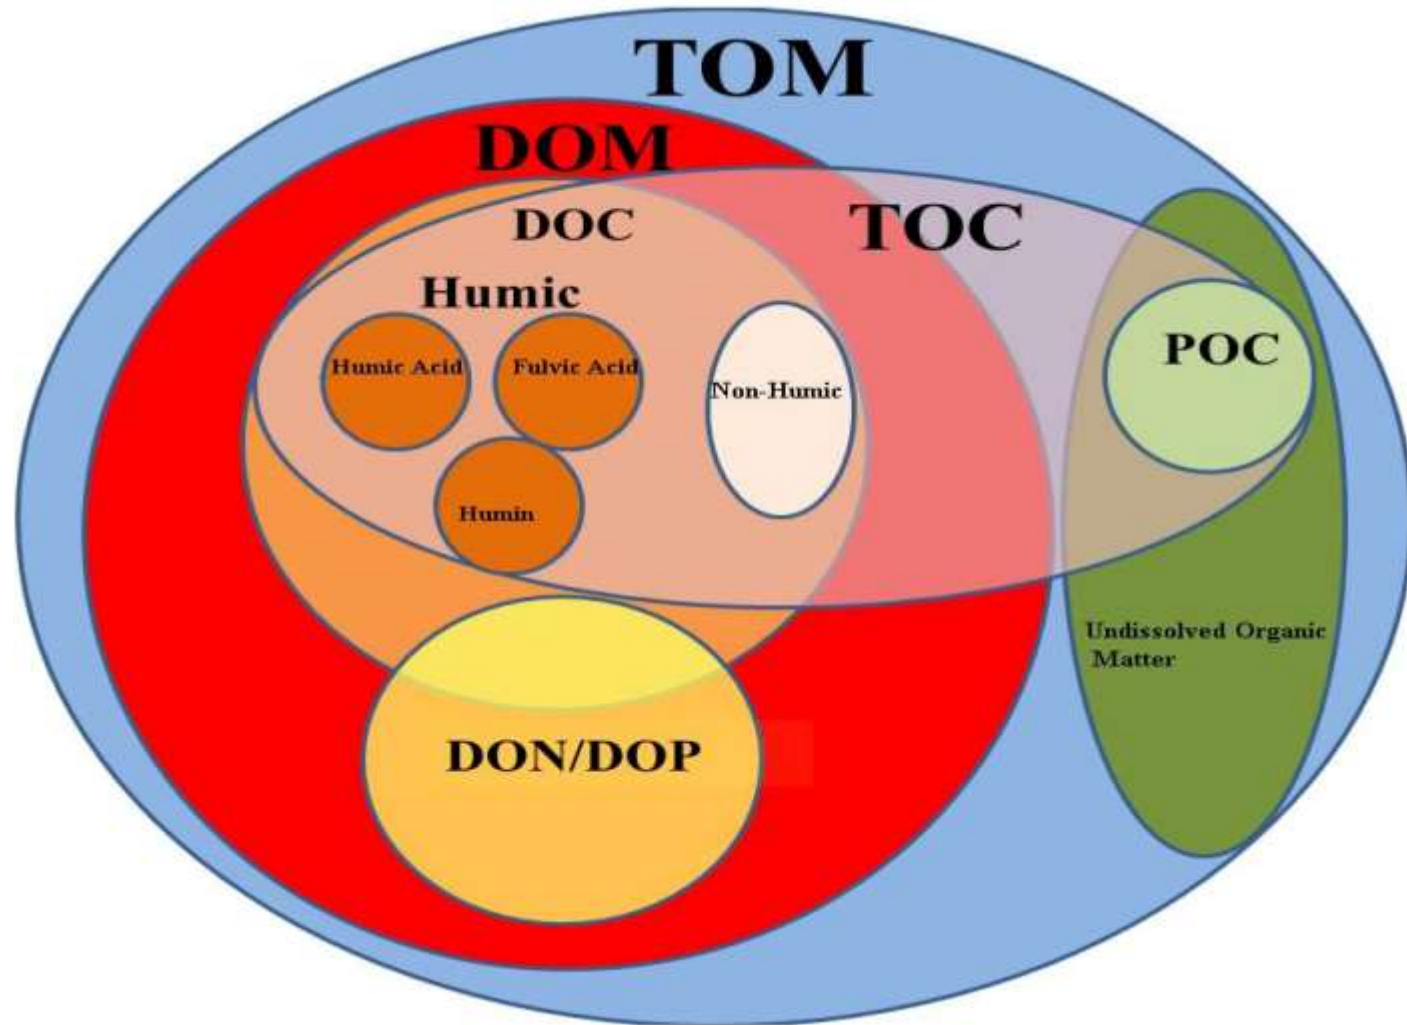 TOM
DOM
DOC
TOC
Humic
Humic Acid
Fulvic Acid
Non-Humic
POC
Humin
Undissolved Organic
Matter
DON/DOP